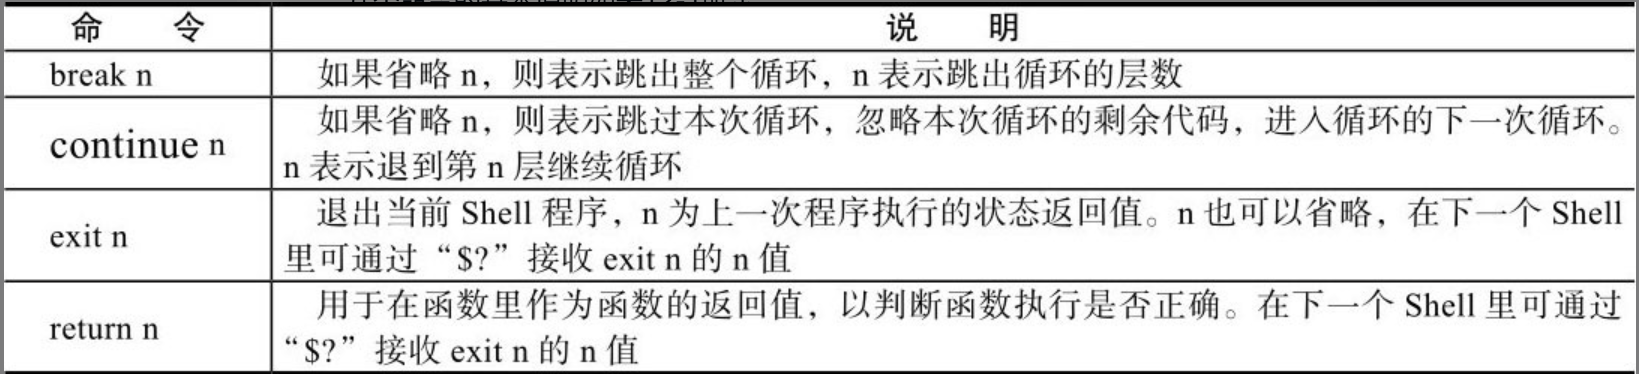 命 令 说 明
break n 如果省略 n，则表示跳出整个循环，n 表示跳出循环的层数
continue n 如果省略 n，则表示跳过本次循环，忽略本次循环的剩余代码，进入循环的下一次循环。
n 表示退到第 n 层继续循环
exit n 退出当前 Shell 程序，n 为上一次程序执行的状态返回值。n 也可以省略，在下一个 Shell
里可通过“$?”接收 exit n 的 n 值
return n 用于在函数里作为函数的返回值，以判断函数执行是否正确。在下一个 Shell 里可通过
“$?”接收 exit n 的 n 值